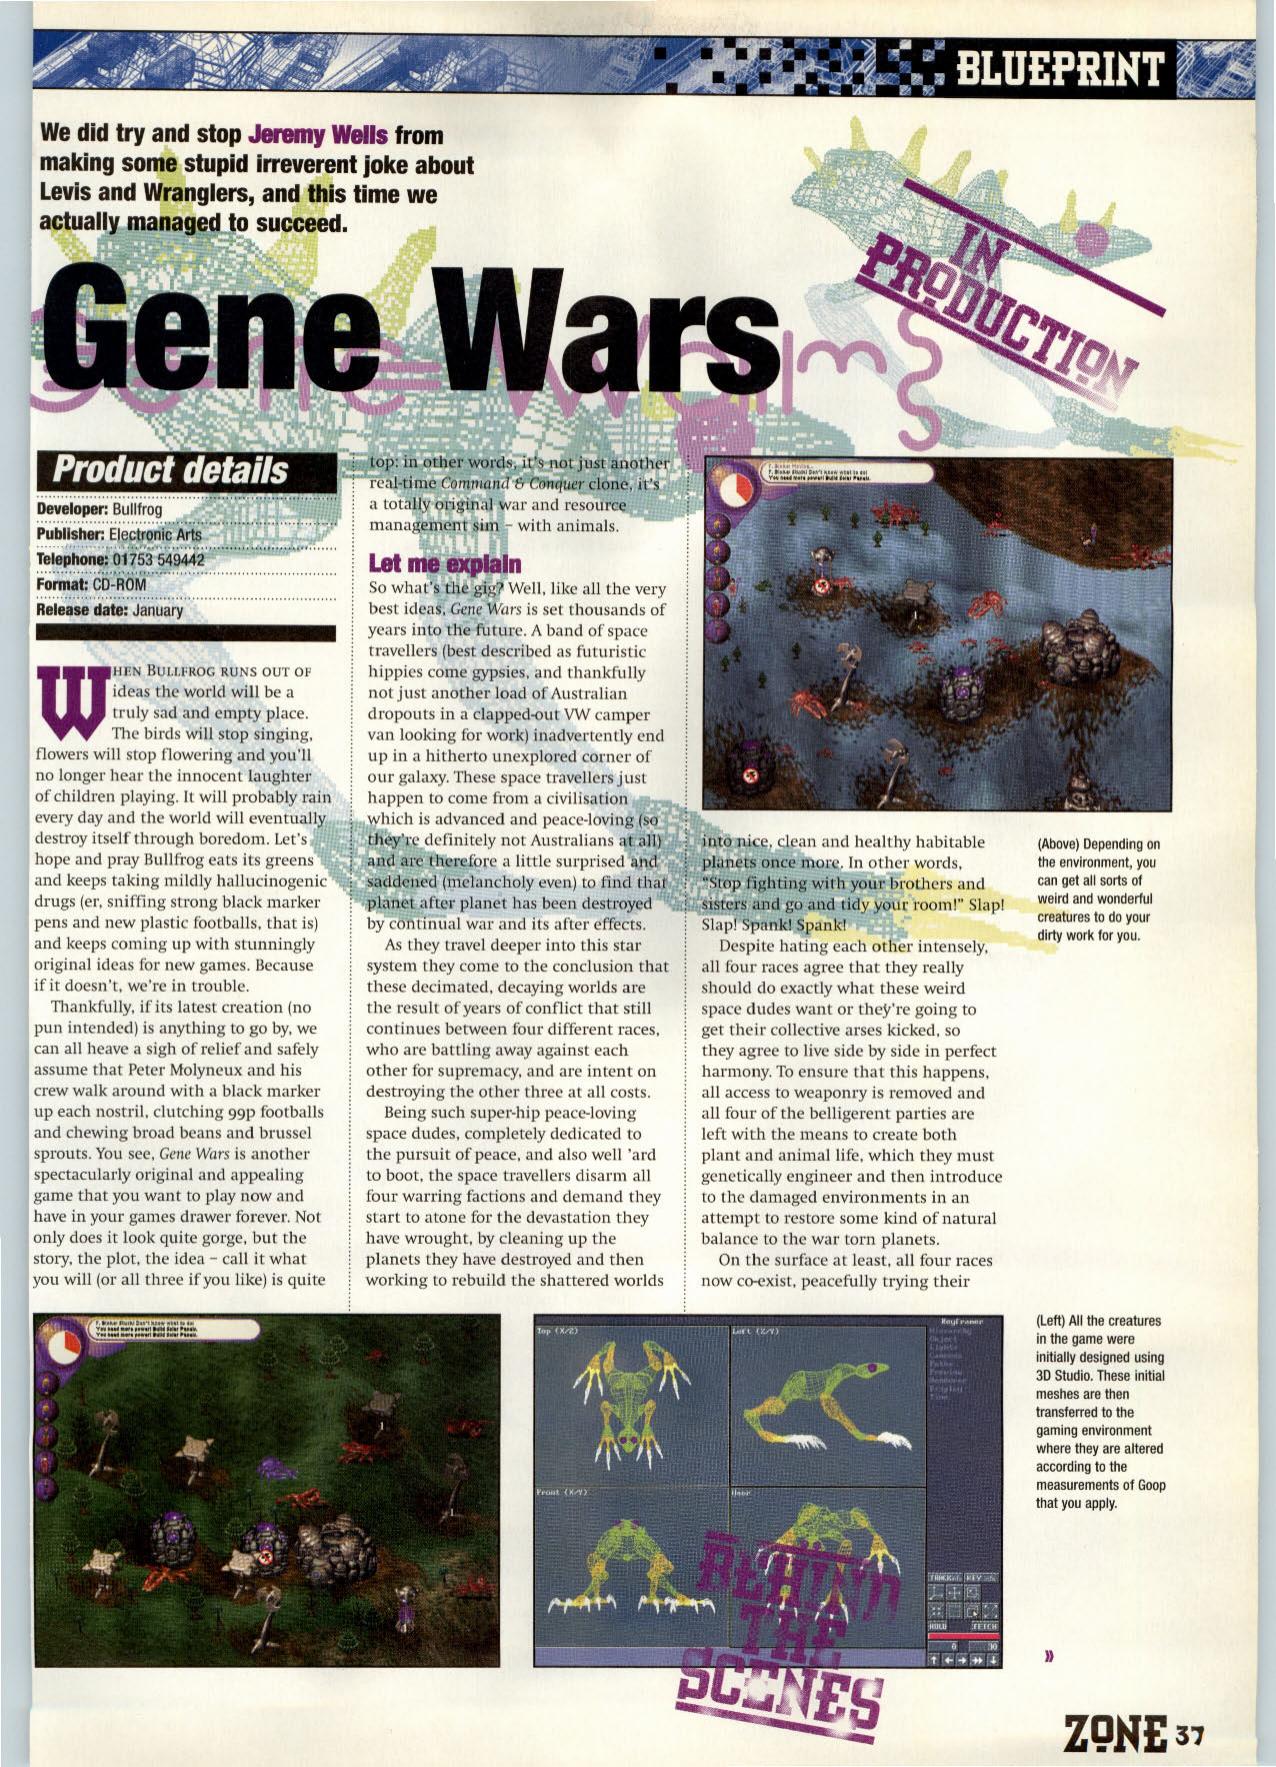 BLUEPRINT
We did try and stop Jeremy Wells from
making some stupid irreverent joke about
Levis and Wranglers, and this time we
actually managed to succeed.
IN
PRODUCTION
Gene Wars
Product details
Developer: Bullfrog
Publisher: Electronic Arts
Telephone: 01753 549442
Format: CD-ROM
Release date: January
WHEN BULLFROG RUNS OUT OF
ideas the world will be a
truly sad and empty place.
The birds will stop singing,
flowers will stop flowering and you'll
no longer hear the innocent laughter
of children playing. It will probably rain
every day and the world will eventually
destroy itself through boredom. Let's
hope and pray Bullfrog eats its greens
and keeps taking mildly hallucinogenic
drugs (er, sniffing strong black marker
pens and new plastic footballs, that is)
and keeps coming up with stunningly
original ideas for new games. Because
if it doesn't, we're in trouble.
Thankfully, if its latest creation (no
pun intended) is anything to go by, we
can all heave a sigh of relief and safely
assume that Peter Molyneux and his
crew walk around with a black marker
up each nostril, clutching 99p footballs
and chewing broad beans and brussel
sprouts. You see, Gene Wars is another
spectacularly original and appealing
game that you want to play now and
have in your games drawer forever. Not
only does it look quite gorge, but the
story, the plot, the idea – call it what
you will (or all three if you like) is quite
top: in other words, it's not just another
real-time Command & Conquer clone, it's
a totally original war and resource
management sim – with animals.
Let me explain
So what's the gig? Well, like all the very
best ideas, Gene Wars is set thousands of
years into the future. A band of space
travellers (best described as futuristic
hippies come gypsies, and thankfully
not just another load of Australian
dropouts in a clapped-out VW camper
van looking for work) inadvertently end
up in a hitherto unexplored corner of
our galaxy. These space travellers just
happen to come from a civilisation
which is advanced and peace-loving (so
they're definitely not Australians at all)
and are therefore a little surprised and
saddened (melancholy even) to find that
planet after planet has been destroyed
by continual war and its after effects.
As they travel deeper into this star
system they come to the conclusion that
these decimated, decaying worlds are
the result of years of conflict that still
continues between four different races,
who are battling away against each
other for supremacy, and are intent on
destroying the other three at all costs.
Being such super-hip peace-loving
space dudes, completely dedicated to
the pursuit of peace, and also well 'ard
to boot, the space travellers disarm all
four warring factions and demand they
start to atone for the devastation they
have wrought, by cleaning up the
planets they have destroyed and then
working to rebuild the shattered worlds
You need more power! Build Solar Panels.
into nice, clean and healthy habitable
planets once more. In other words,
"Stop fighting with your brothers and
sisters and go and tidy your room!" Slap!
Slap! Spank! Spank!
Despite hating each other intensely,
all four races agree that they really
should do exactly what these weird
space dudes want or they're going to
get their collective arses kicked, so
they agree to live side by side in perfect
harmony. To ensure that this happens,
all access to weaponry is removed and
all four of the belligerent parties are
left with the means to create both
plant and animal life, which they must
genetically engineer and then introduce
to the damaged environments in an
attempt to restore some kind of natural
balance to the war torn planets.
On the surface at least, all four races
now co-exist, peacefully trying their
(Above) Depending on
the environment, you
can get all sorts of
weird and wonderful
creatures to do your
dirty work for you.
You need more power! Build Solar Panels.
Top (X/Z)
Left (Z/Y)
Front (X/Y)
User
Keyframer
HOLD
FETCH
0
30
BEHIND
THE
SCENES
(Left) All the creatures
in the game were
initially designed using
3D Studio. These initial
meshes are then
transferred to the
gaming environment
where they are altered
according to the
measurements of Goop
that you apply.
»
ZONE 37